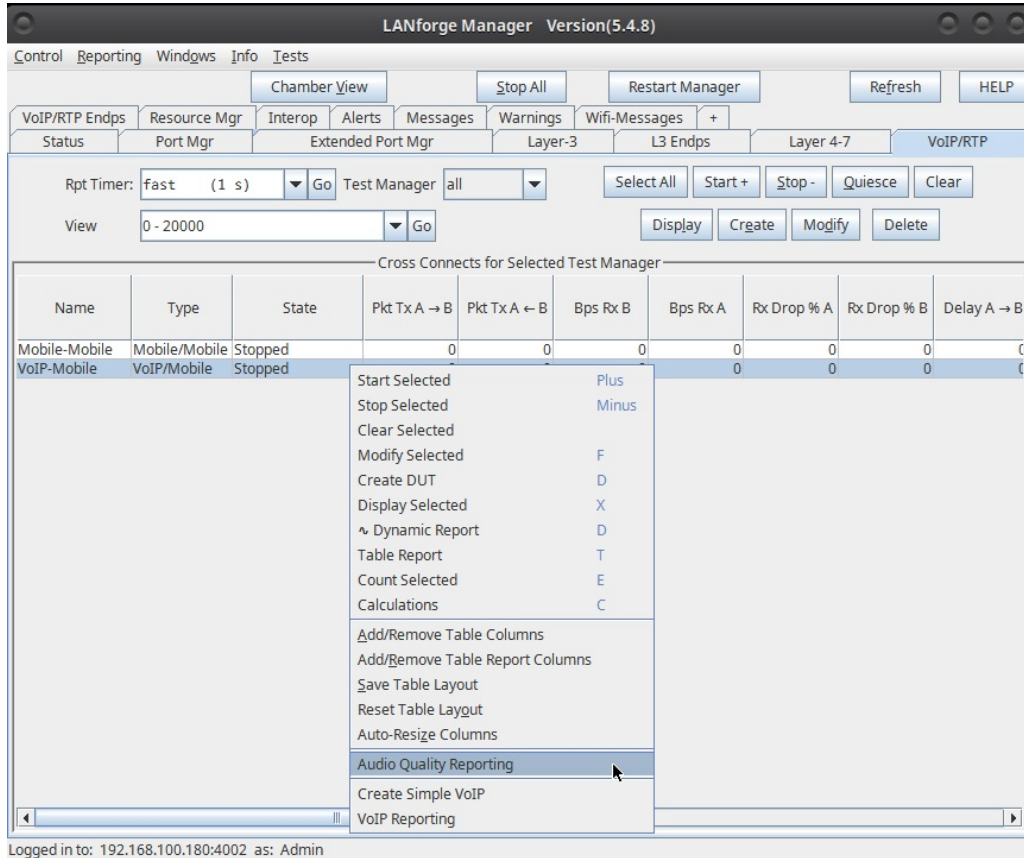 LANforge Manager Version(5.4.8)
Control Reporting Windows Info Tests
Chamber View Stop All Restart Manager Refresh HELP
VoIP/RTP Endps Resource Mgr Interop Alerts Messages Warnings Wifi-Messages +
Status Port Mgr Extended Port Mgr Layer-3 L3 Endps Layer 4-7 VoIP/RTP
Rpt Timer: fast (1 s) Go Test Manager all Select All Start + Stop - Quiesce Clear
View 0 - 20000 Go Display Create Modify Delete
Cross Connects for Selected Test Manager
Name Type State Pkt Tx A → B Pkt Tx A ← B Bps Rx B Bps Rx A Rx Drop % A Rx Drop % B Delay A → B
Mobile-Mobile Mobile/Mobile Stopped 0 0 0 0 0 0 0
VoIP-Mobile VoIP/Mobile Stopped 0 0 0 0
Start Selected Plus
Stop Selected Minus
Clear Selected
Modify Selected F
Create DUT D
Display Selected X
∿ Dynamic Report D
Table Report T
Count Selected E
Calculations C
Add/Remove Table Columns
Add/Remove Table Report Columns
Save Table Layout
Reset Table Layout
Auto-Resize Columns
Audio Quality Reporting
Create Simple VoIP
VoIP Reporting
Logged in to: 192.168.100.180:4002 as: Admin